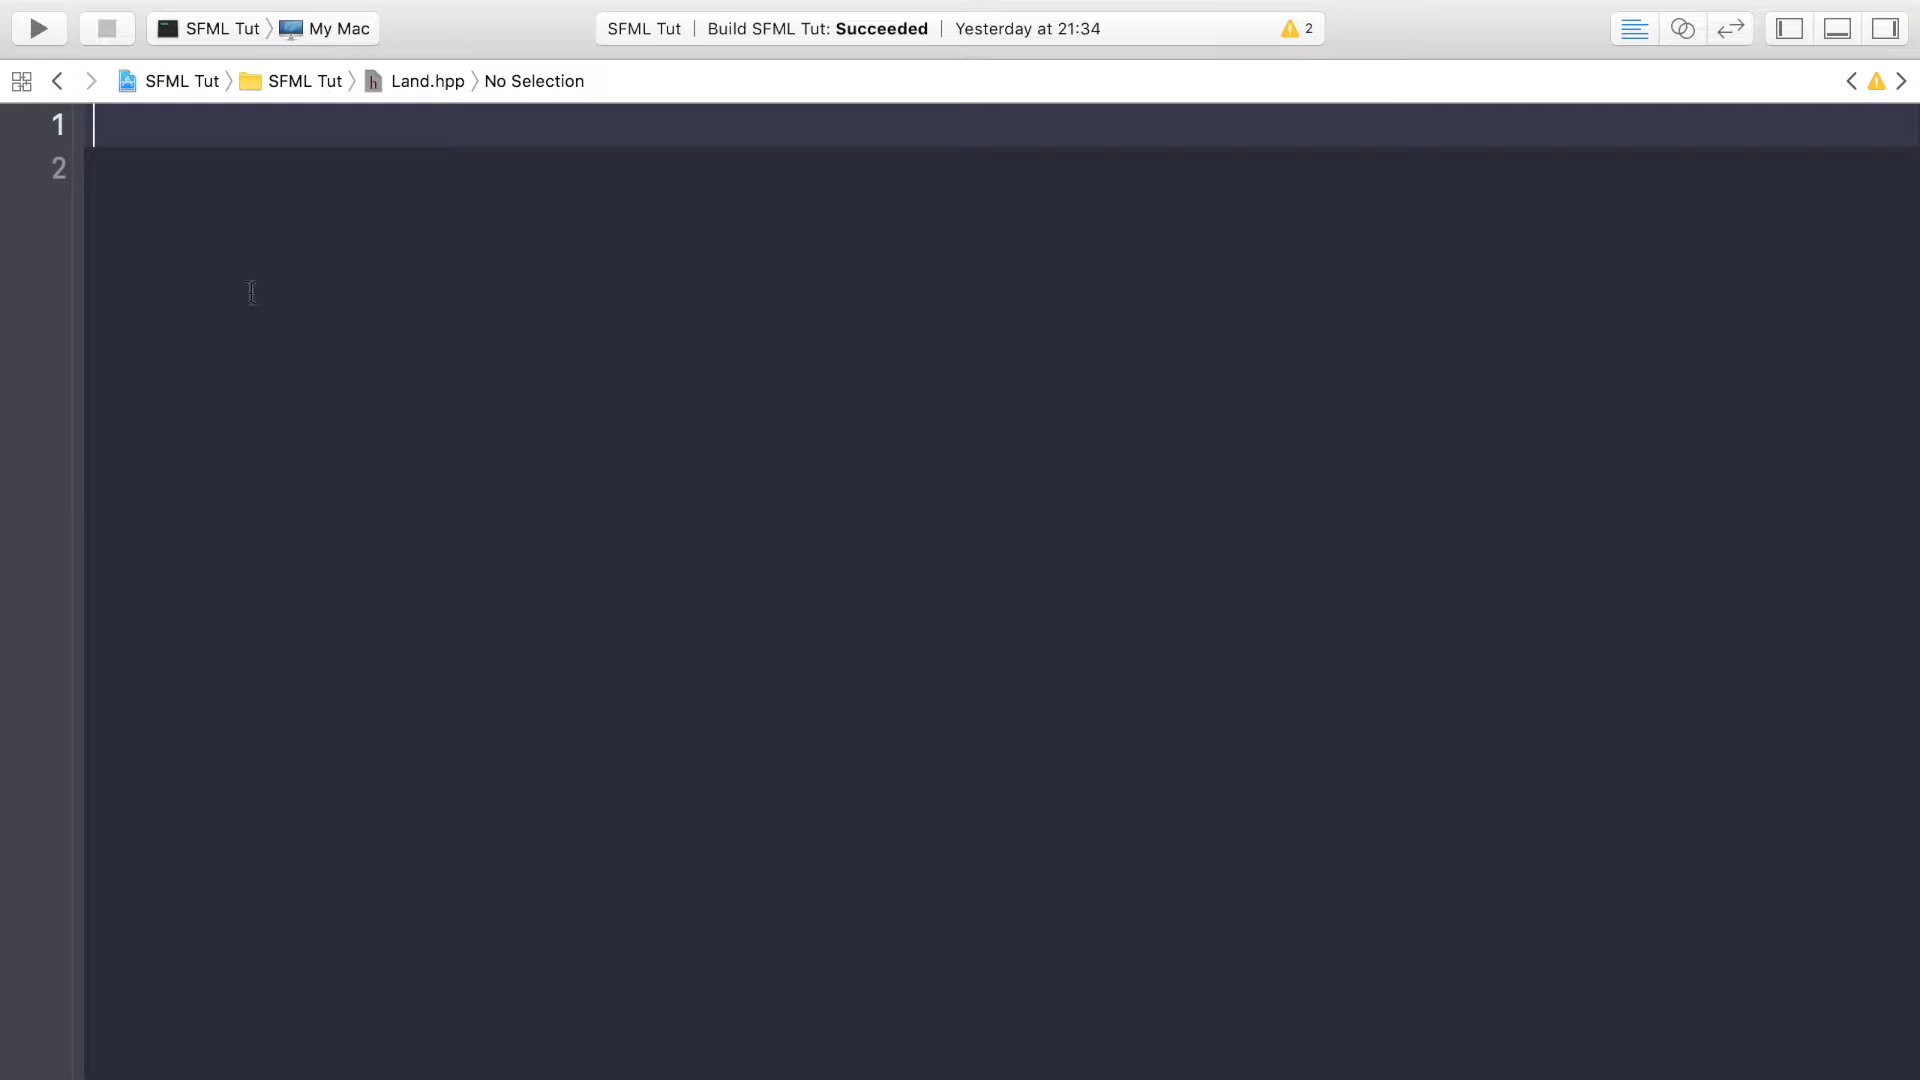 SFML Tut My Mac SFML Tut | Build SFML Tut: Succeeded | Yesterday at 21:34 2
SFML Tut SFML Tut h Land.hpp No Selection
1
2